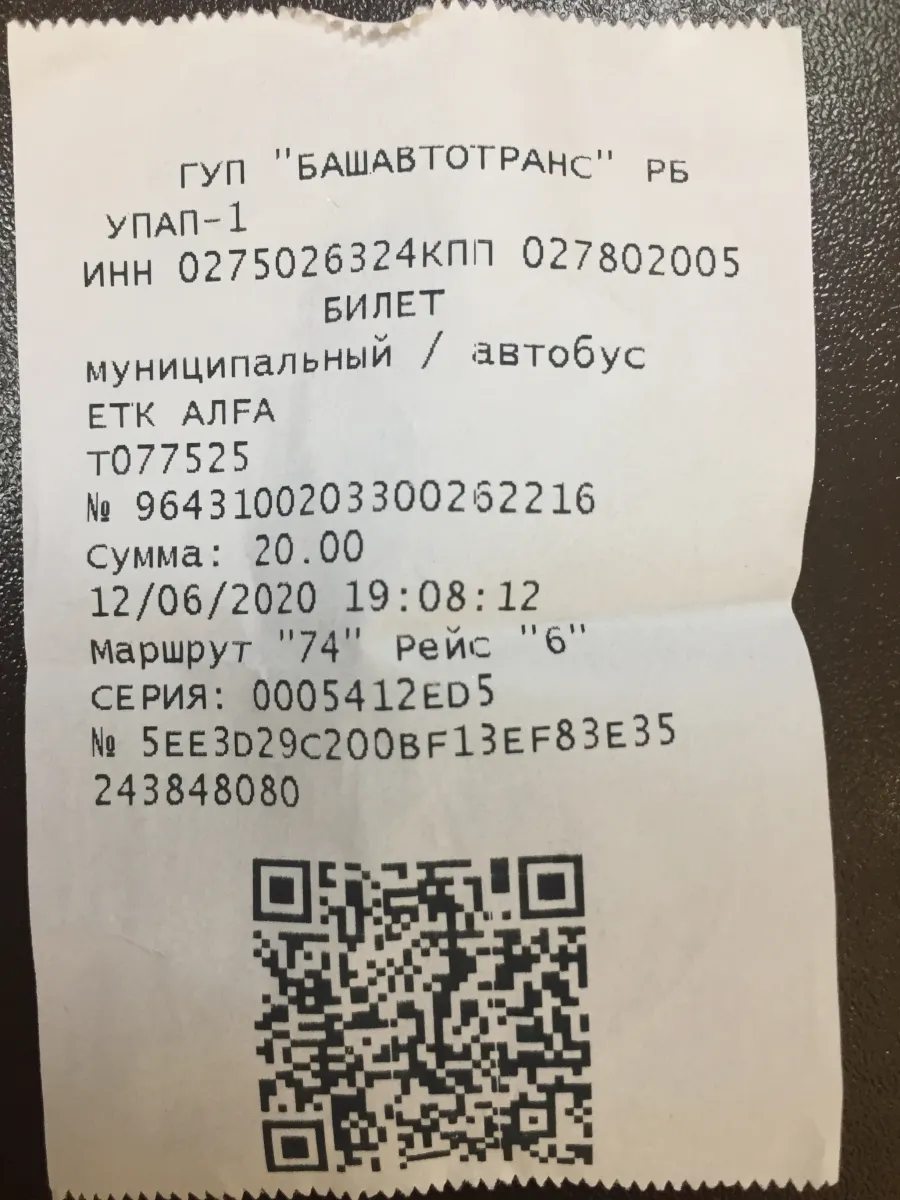 ГУП "БАШАВТОТРАНС" РБ
УПАП-1
ИНН 0275026324КПП 027802005
БИЛЕТ
муниципальный / автобус
ЕТК АЛFА
Т077525
№ 9643100203300262216
Сумма: 20.00
12/06/2020 19:08:12
Маршрут "74" Рейс "6"
СЕРИЯ: 0005412ED5
№ 5EE3D29C200BF13EF83E35
243848080